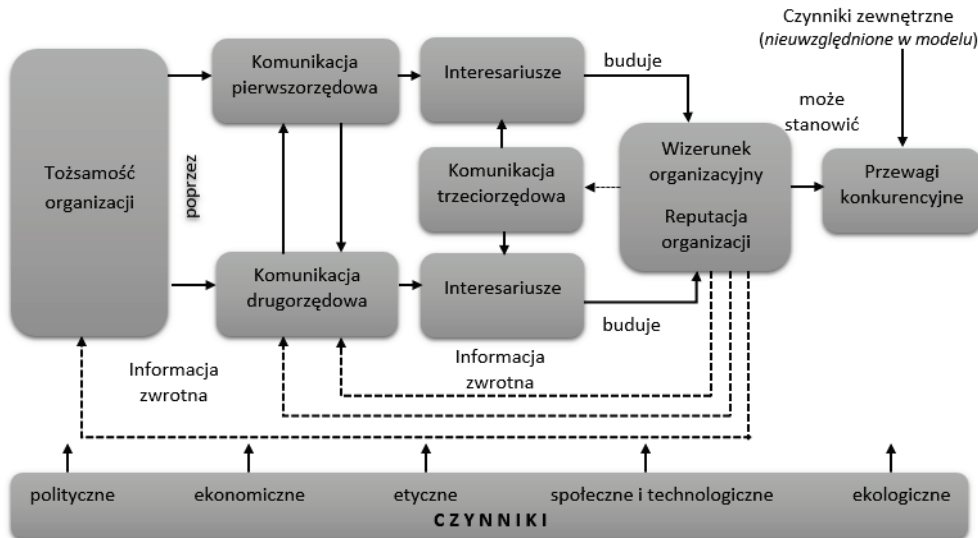 Czynniki zewnętrzne
(nieuwzględnione w modelu)
Komunikacja
pierwszorzędowa
Interesariusze
buduje
może
stanowić
Tożsamość
organizacji
poprzez
Komunikacja
trzeciorzędowa
Wizerunek
organizacyjny
Reputacja
organizacji
Przewagi
konkurencyjne
Komunikacja
drugorzędowa
Interesariusze
buduje
Informacja
zwrotna
Informacja
zwrotna
polityczne
ekonomiczne
etyczne
społeczne i technologiczne
ekologiczne
CZYNNIKI